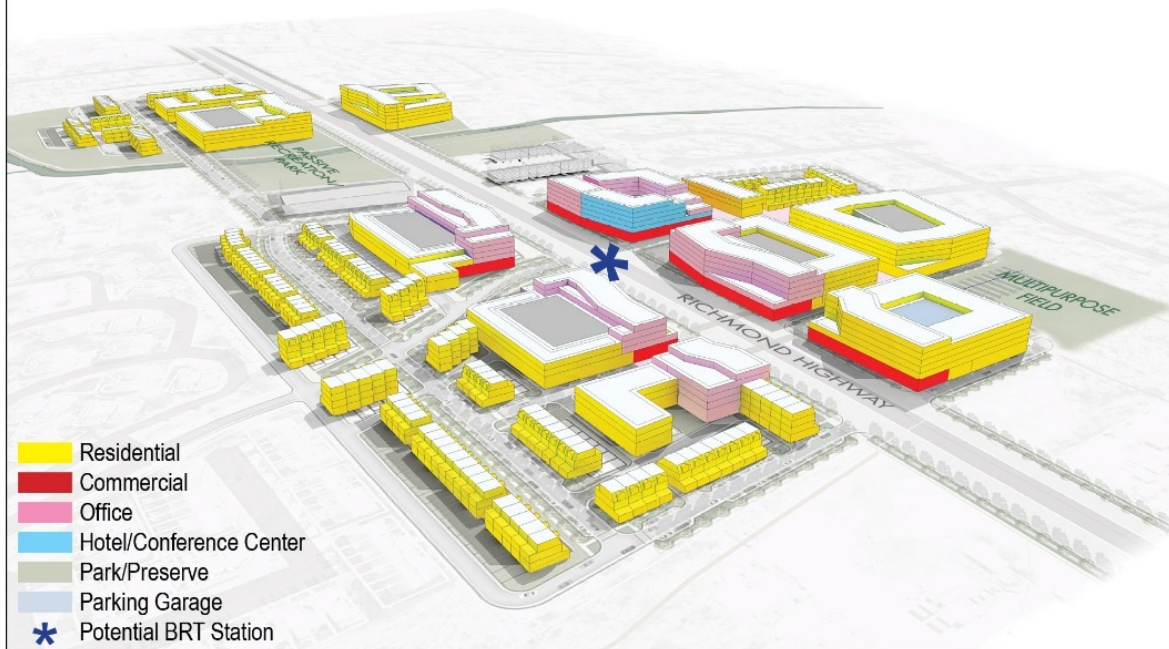 PASSIVE
RECREATION
PARK
MULTIPURPOSE
FIELD
RICHMOND HIGHWAY
Residential
Commercial
Office
Hotel/Conference Center
Park/Preserve
Parking Garage
Potential BRT Station